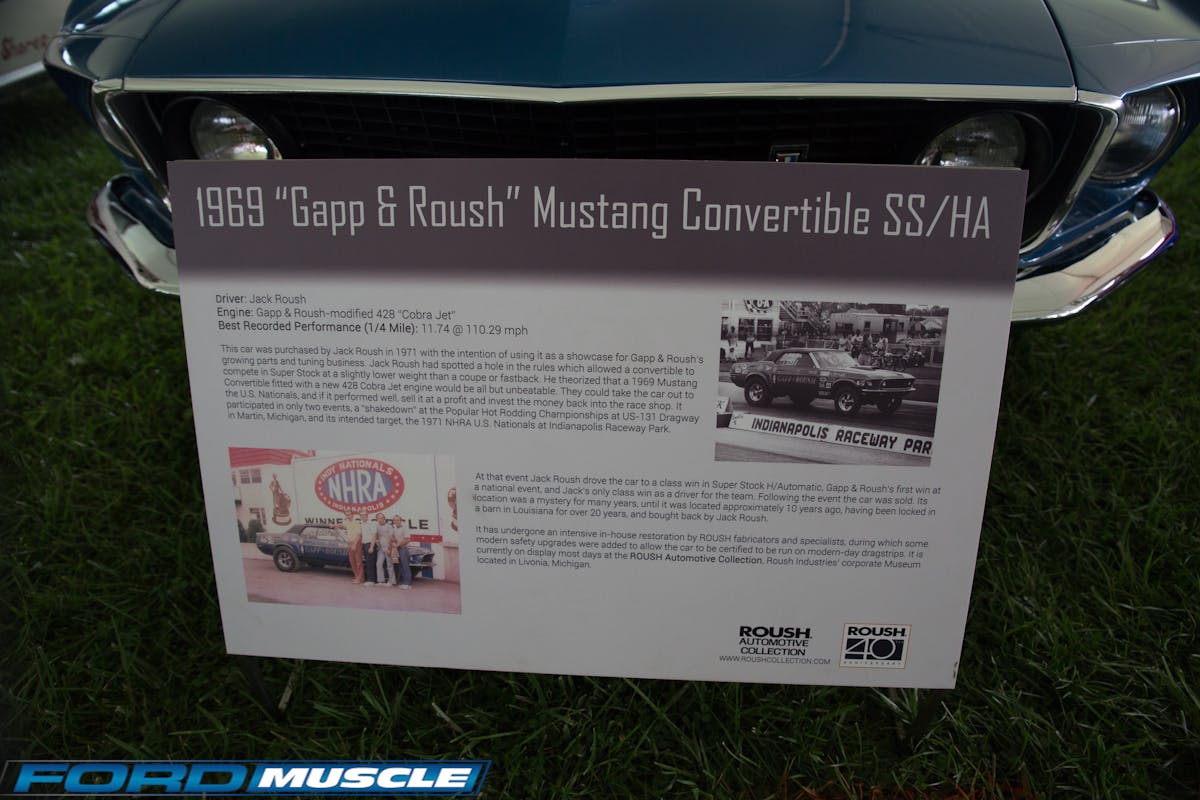 Shores
1969 “Gapp & Roush” Mustang Convertible SS/HA
Driver: Jack Roush
Engine: Gapp & Roush-modified 428 “Cobra Jet”
Best Recorded Performance (1/4 Mile): 11.74 @ 110.29 mph
This car was purchased by Jack Roush in 1971 with the intention of using it as a showcase for Gapp & Roush's
growing parts and tuning business. Jack Roush had spotted a hole in the rules which allowed a convertible to
compete in Super Stock at a slightly lower weight than a coupe or fastback. He theorized that a 1969 Mustang
Convertible fitted with a new 428 Cobra Jet engine would be all but unbeatable. They could take the car out to
the U.S. Nationals, and if it performed well, sell it at a profit and invest the money back into the race shop. It
participated in only two events, a “shakedown” at the Popular Hot Rodding Championships at US-131 Dragway
in Martin, Michigan, and its intended target, the 1971 NHRA U.S. Nationals at Indianapolis Raceway Park.
GAPP & ROUSH
INDIANAPOLIS RACEWAY PAR
INDY NATIONALS
NHRA
INDIANAPOLIS
WINNE
LE
GAPP & ROUSH
At that event Jack Roush drove the car to a class win in Super Stock H/Automatic, Gapp & Roush's first win at
a national event, and Jack's only class win as a driver for the team. Following the event the car was sold. Its
location was a mystery for many years, until it was located approximately 10 years ago, having been locked in
a barn in Louisiana for over 20 years, and bought back by Jack Roush.
It has undergone an intensive in-house restoration by ROUSH fabricators and specialists, during which some
modern safety upgrades were added to allow the car to be certified to be run on modern-day dragstrips. It is
currently on display most days at the ROUSH Automotive Collection, Roush Industries' corporate Museum
located in Livonia, Michigan.
ROUSH
AUTOMOTIVE
COLLECTION
WWW.ROUSHCOLLECTION.COM
ROUSH
40
ANNIVERSARY
FORD MUSCLE